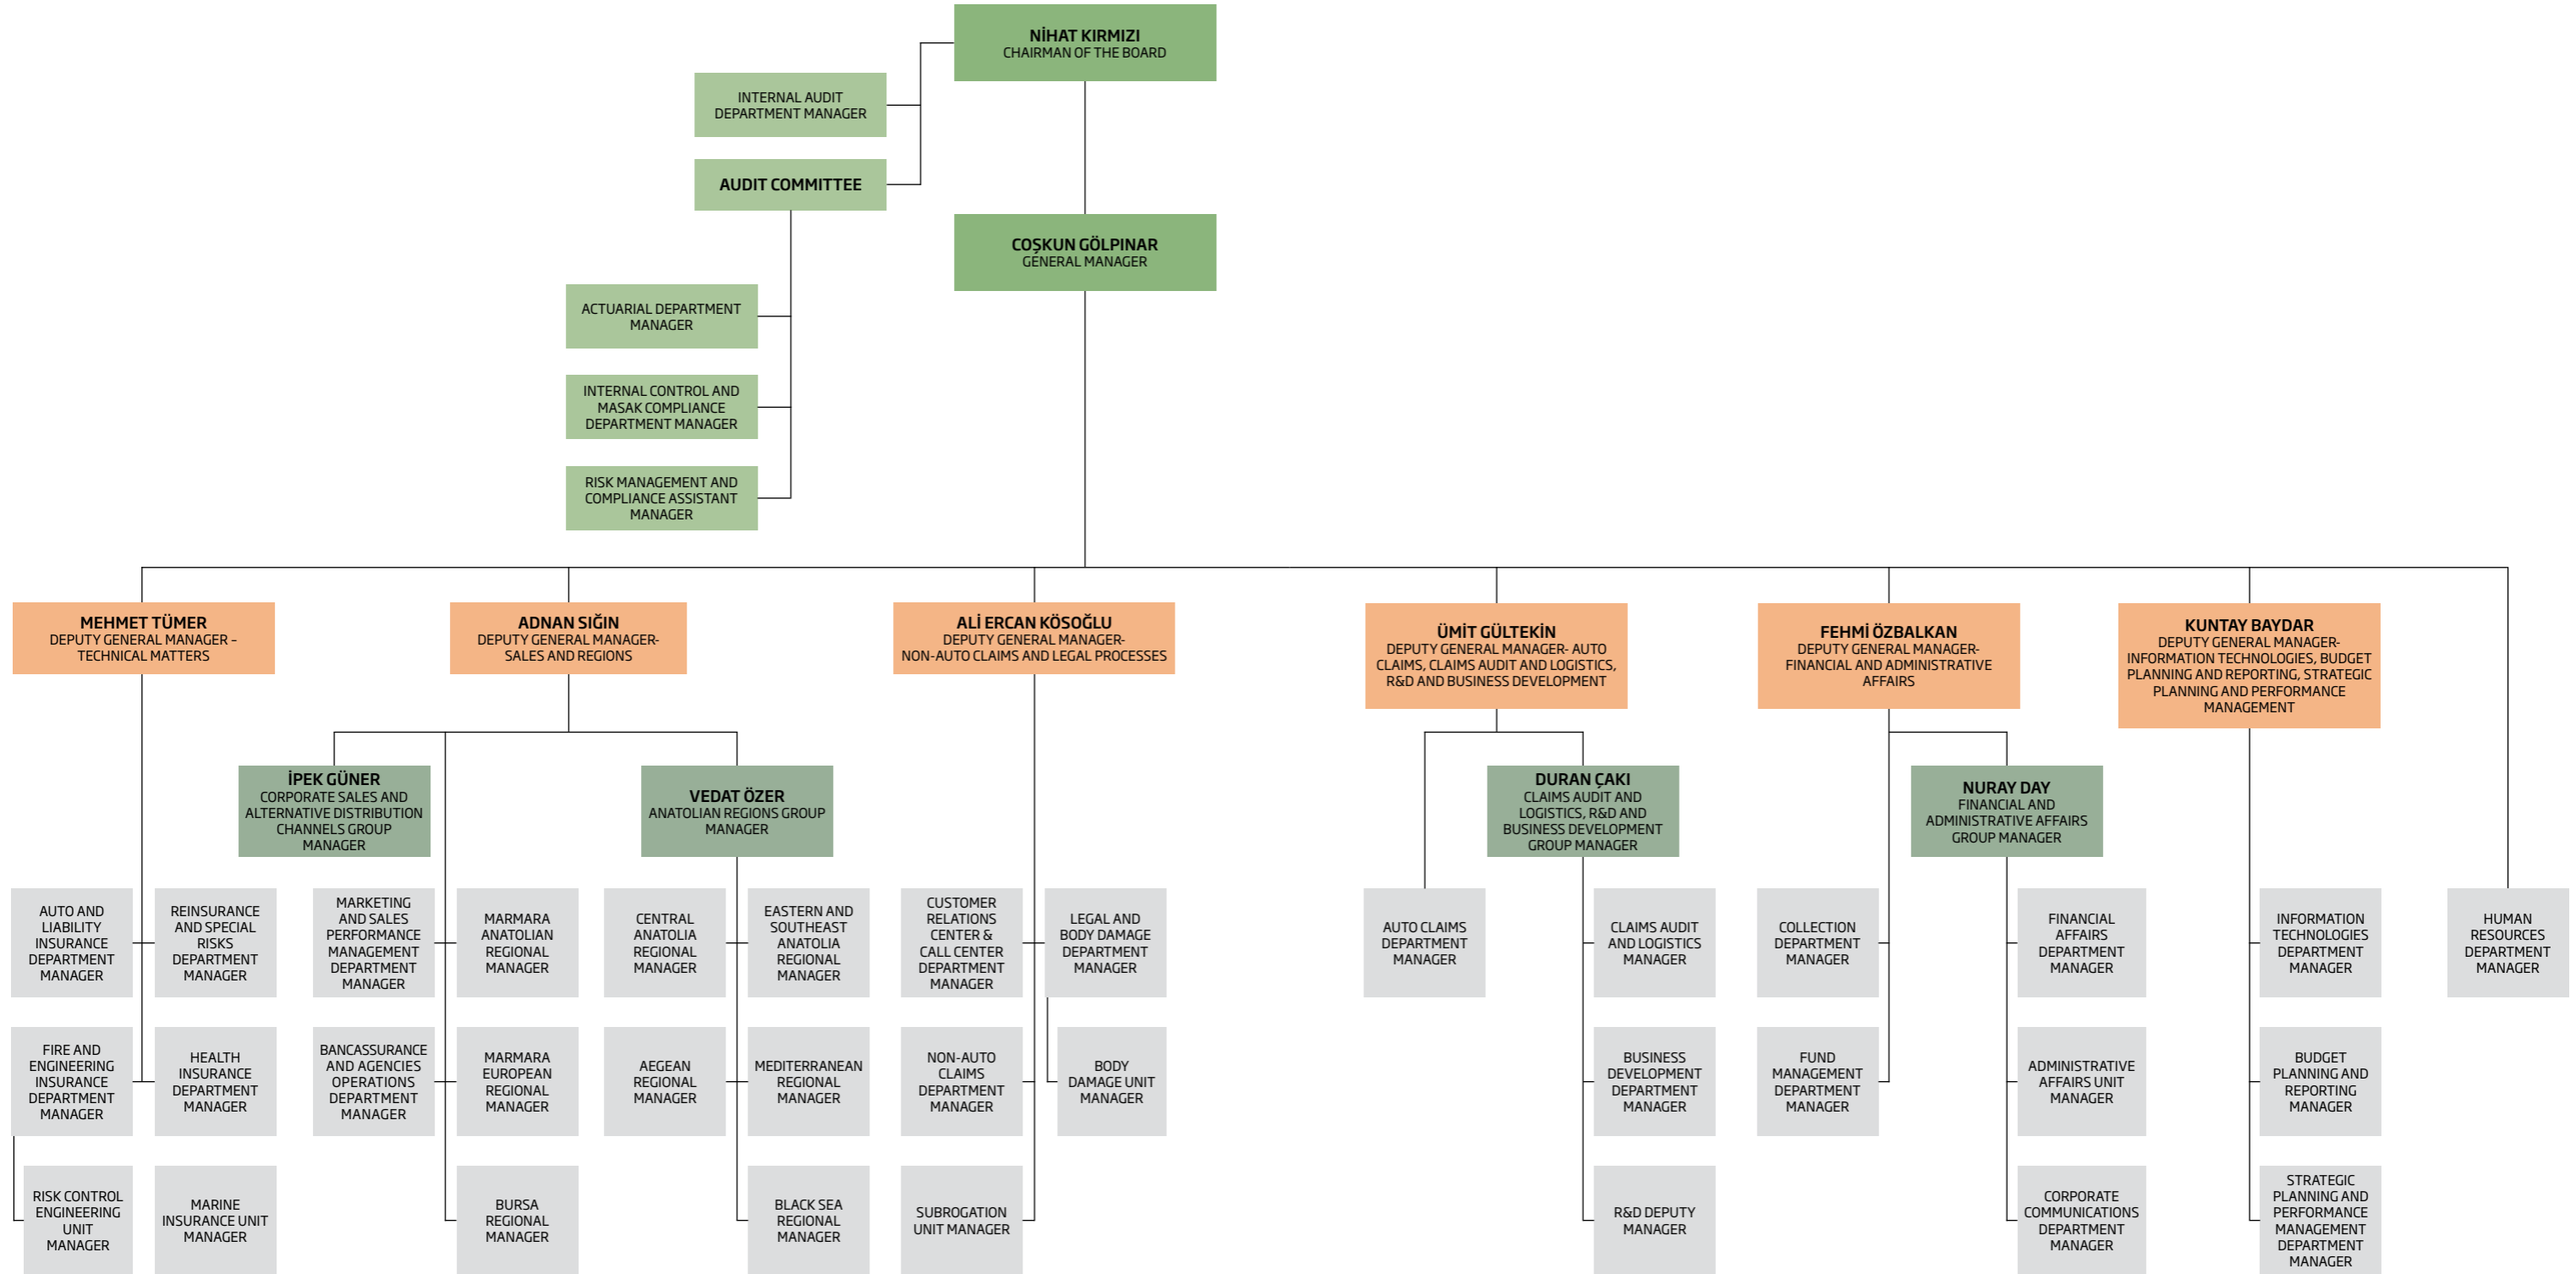 NİHAT KIRMIZI
CHAIRMAN OF THE BOARD
INTERNAL AUDIT
DEPARTMENT MANAGER
AUDIT COMMITTEE
COŞKUN GÖLPINAR
GENERAL MANAGER
ACTUARIAL DEPARTMENT
MANAGER
INTERNAL CONTROL AND
MASAK COMPLIANCE
DEPARTMENT MANAGER
RISK MANAGEMENT AND
COMPLIANCE ASSISTANT
MANAGER
MEHMET TÜMER
DEPUTY GENERAL MANAGER –
TECHNICAL MATTERS
ADNAN SIĞIN
DEPUTY GENERAL MANAGER-
SALES AND REGIONS
ALİ ERCAN KÖSOĞLU
DEPUTY GENERAL MANAGER-
NON-AUTO CLAIMS AND LEGAL PROCESSES
ÜMİT GÜLTEKİN
DEPUTY GENERAL MANAGER- AUTO
CLAIMS, CLAIMS AUDIT AND LOGISTICS,
R&D AND BUSINESS DEVELOPMENT
FEHMİ ÖZBALKAN
DEPUTY GENERAL MANAGER-
FINANCIAL AND ADMINISTRATIVE
AFFAIRS
KUNTAY BAYDAR
DEPUTY GENERAL MANAGER-
INFORMATION TECHNOLOGIES, BUDGET
PLANNING AND REPORTING, STRATEGIC
PLANNING AND PERFORMANCE
MANAGEMENT
İPEK GÜNER
CORPORATE SALES AND
ALTERNATIVE DISTRIBUTION
CHANNELS GROUP
MANAGER
VEDAT ÖZER
ANATOLIAN REGIONS GROUP
MANAGER
DURAN ÇAKI
CLAIMS AUDIT AND
LOGISTICS, R&D AND
BUSINESS DEVELOPMENT
GROUP MANAGER
NURAY DAY
FINANCIAL AND
ADMINISTRATIVE AFFAIRS
GROUP MANAGER
AUTO AND
LIABILITY
INSURANCE
DEPARTMENT
MANAGER
REINSURANCE
AND SPECIAL
RISKS
DEPARTMENT
MANAGER
MARKETING
AND SALES
PERFORMANCE
MANAGEMENT
DEPARTMENT
MANAGER
MARMARA
ANATOLIAN
REGIONAL
MANAGER
CENTRAL
ANATOLIA
REGIONAL
MANAGER
EASTERN AND
SOUTHEAST
ANATOLIA
REGIONAL
MANAGER
CUSTOMER
RELATIONS
CENTER &
CALL CENTER
DEPARTMENT
MANAGER
LEGAL AND
BODY DAMAGE
DEPARTMENT
MANAGER
AUTO CLAIMS
DEPARTMENT
MANAGER
CLAIMS AUDIT
AND LOGISTICS
MANAGER
COLLECTION
DEPARTMENT
MANAGER
FINANCIAL
AFFAIRS
DEPARTMENT
MANAGER
INFORMATION
TECHNOLOGIES
DEPARTMENT
MANAGER
HUMAN
RESOURCES
DEPARTMENT
MANAGER
FIRE AND
ENGINEERING
INSURANCE
DEPARTMENT
MANAGER
HEALTH
INSURANCE
DEPARTMENT
MANAGER
BANCASSURANCE
AND AGENCIES
OPERATIONS
DEPARTMENT
MANAGER
MARMARA
EUROPEAN
REGIONAL
MANAGER
AEGEAN
REGIONAL
MANAGER
MEDITERRANEAN
REGIONAL
MANAGER
NON-AUTO
CLAIMS
DEPARTMENT
MANAGER
BODY
DAMAGE UNIT
MANAGER
BUSINESS
DEVELOPMENT
DEPARTMENT
MANAGER
FUND
MANAGEMENT
DEPARTMENT
MANAGER
ADMINISTRATIVE
AFFAIRS UNIT
MANAGER
BUDGET
PLANNING AND
REPORTING
MANAGER
RISK CONTROL
ENGINEERING
UNIT
MANAGER
MARINE
INSURANCE UNIT
MANAGER
BURSA
REGIONAL
MANAGER
BLACK SEA
REGIONAL
MANAGER
SUBROGATION
UNIT MANAGER
R&D DEPUTY
MANAGER
CORPORATE
COMMUNICATIONS
DEPARTMENT
MANAGER
STRATEGIC
PLANNING AND
PERFORMANCE
MANAGEMENT
DEPARTMENT
MANAGER